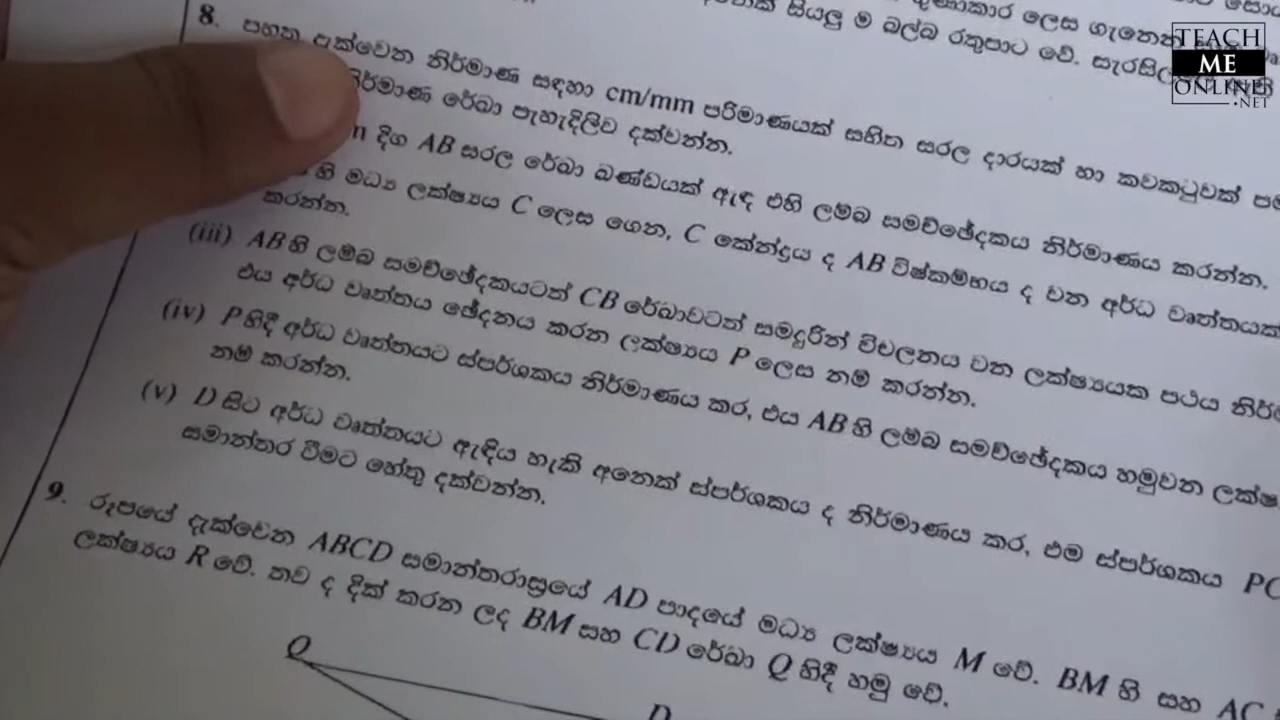 සියලු ම බල්බ රතුපාට වේ.
8. පහත දැක්වෙන නිර්මාණ සඳහා cm/mm පරිමාණයක් සහිත සරල දාරයක් හා කවකටුවක්
රේඛා පැහැදිලිව දක්වන්න.
දිග AB සරල රේඛා ඛණ්ඩයක් ඇඳ එහි ලම්බ සමච්ඡේදකය නිර්මාණය කරන්න.
හි මධ්‍ය ලක්ෂ්‍යය C ලෙස ගෙන, C කේන්ද්‍රය ද AB විෂ්කම්භය ද වන අර්ධ වෘත්තයක්
කරන්න.
(iii) AB හි ලම්බ සමච්ඡේදකයටත් CB රේඛාවටත් සමදුරින් විචලනය වන ලක්ෂ්‍යයක පථය
එය අර්ධ වෘත්තය ඡේදනය කරන ලක්ෂ්‍යය P ලෙස නම් කරන්න.
(iv) P හිදී අර්ධ වෘත්තයට ස්පර්ශකය නිර්මාණය කර, එය AB හි ලම්බ සමච්ඡේදකය හමුවන
නම් කරන්න.
(v) D සිට අර්ධ වෘත්තයට ඇඳිය හැකි අනෙක් ස්පර්ශකය ද නිර්මාණය කර, එම ස්පර්ශකය
සමාන්තර වීමට හේතු දක්වන්න.
9. රූපයේ දැක්වෙන ABCD සමාන්තරාස්‍රයේ AD පාදයේ මධ්‍ය ලක්ෂ්‍යය M වේ. BM හි සහ AC
ලක්ෂ්‍යය R වේ. තව ද දික් කරන ලද BM සහ CD රේඛා Q හිදී හමු වේ.
Q
D
TEACH
ME
ONLINE
.NET